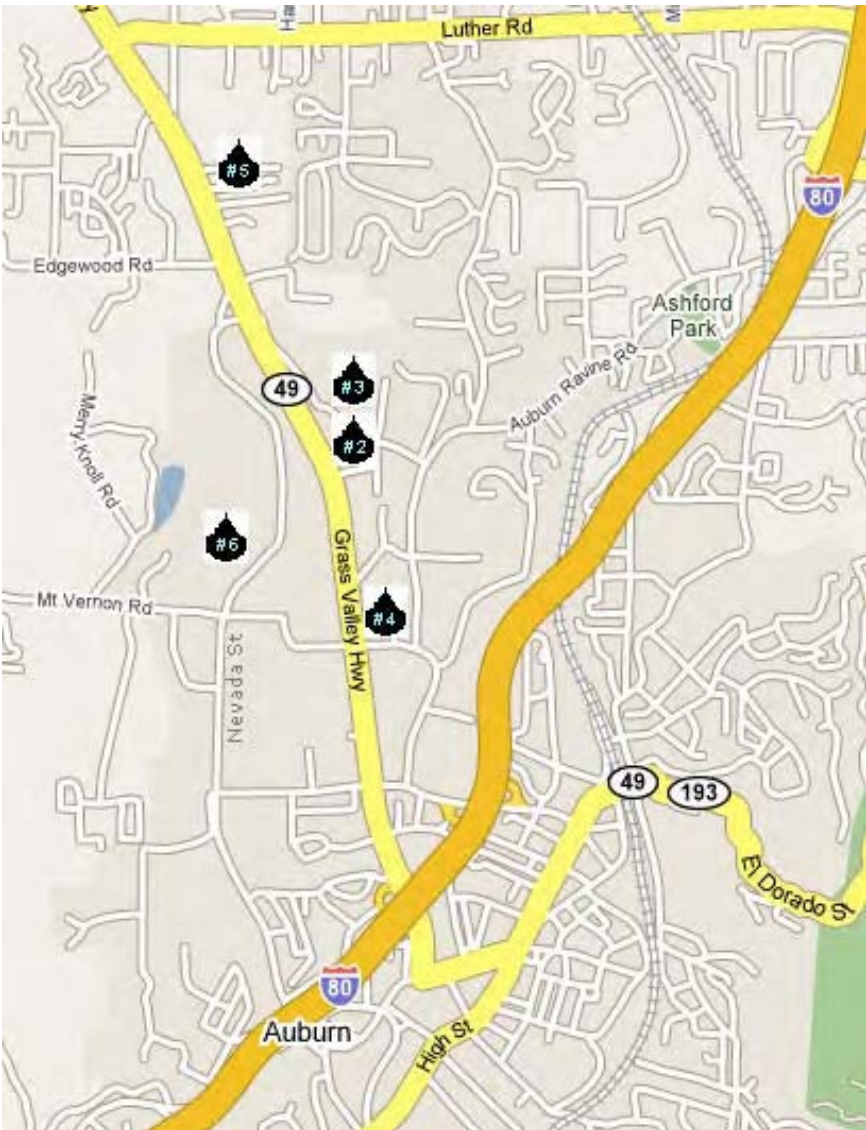 Luther Rd
#5
80
Edgewood Rd
Ashford
Park
49
#3
Auburn Ravine Rd
#2
Merry Knoll Rd
#6
Grass Valley Hwy
Mt Vernon Rd
#4
Nevada St
49
193
El Dorado St
80
Auburn
High St